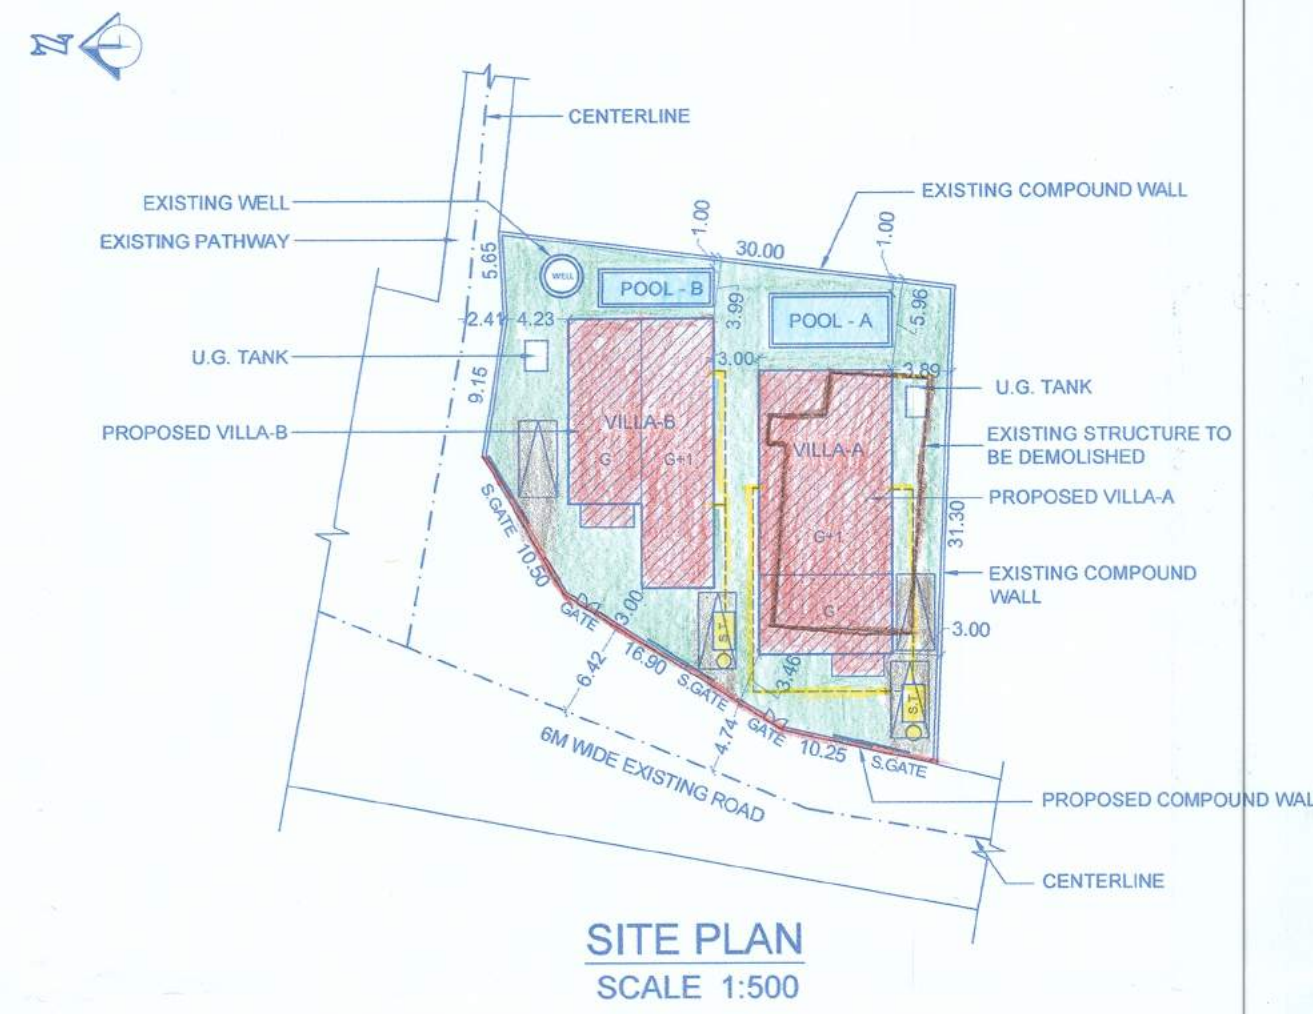 N
CENTERLINE
EXISTING WELL
EXISTING COMPOUND WALL
1.00
1.00
EXISTING PATHWAY
5.65
30.00
WELL
POOL - B
3.99
5.96
POOL - A
2.41
4.23
U.G. TANK
3.00
3.89
U.G. TANK
9.15
PROPOSED VILLA-B
VILLA-B
G
G+1
VILLA-A
EXISTING STRUCTURE TO
BE DEMOLISHED
PROPOSED VILLA-A
S.GATE
31.30
G+1
10.50
EXISTING COMPOUND
WALL
GATE
3.00
G
S.T
3.00
6.42
16.90
3.46
S.GATE
S.T
GATE
4.74
10.25
S.GATE
6M WIDE EXISTING ROAD
PROPOSED COMPOUND WAL
CENTERLINE
SITE PLAN
SCALE 1:500